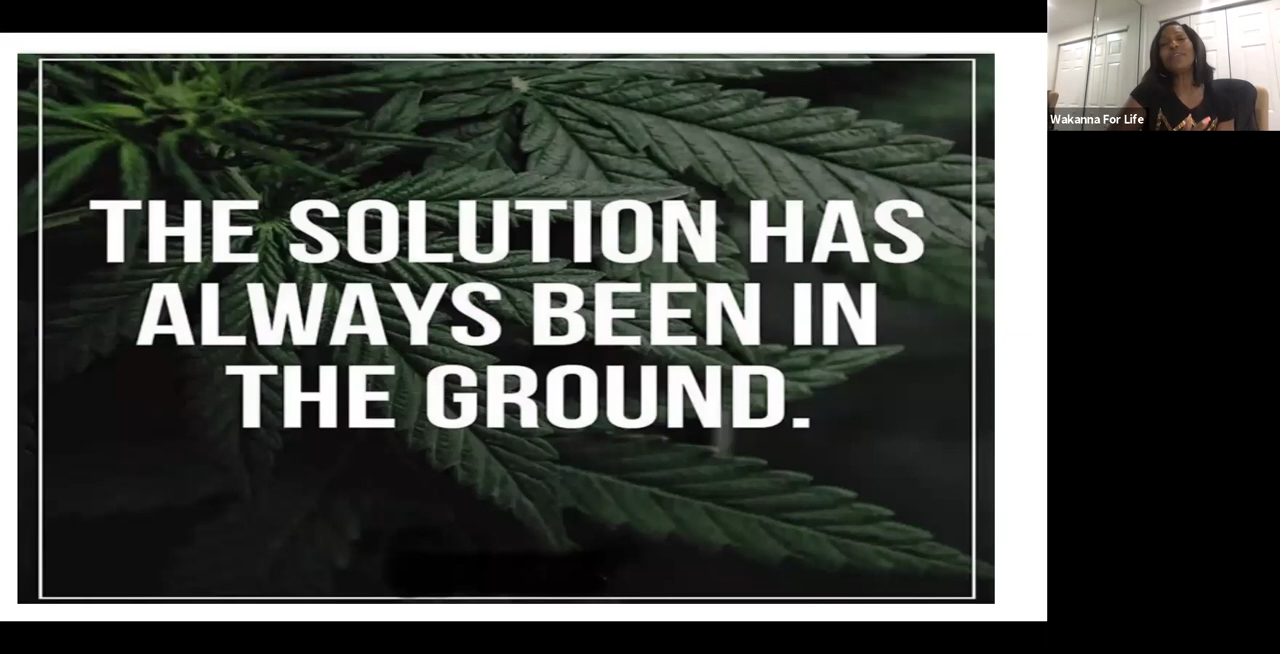 THE SOLUTION HAS
ALWAYS BEEN IN
THE GROUND.
Wakanna For Life